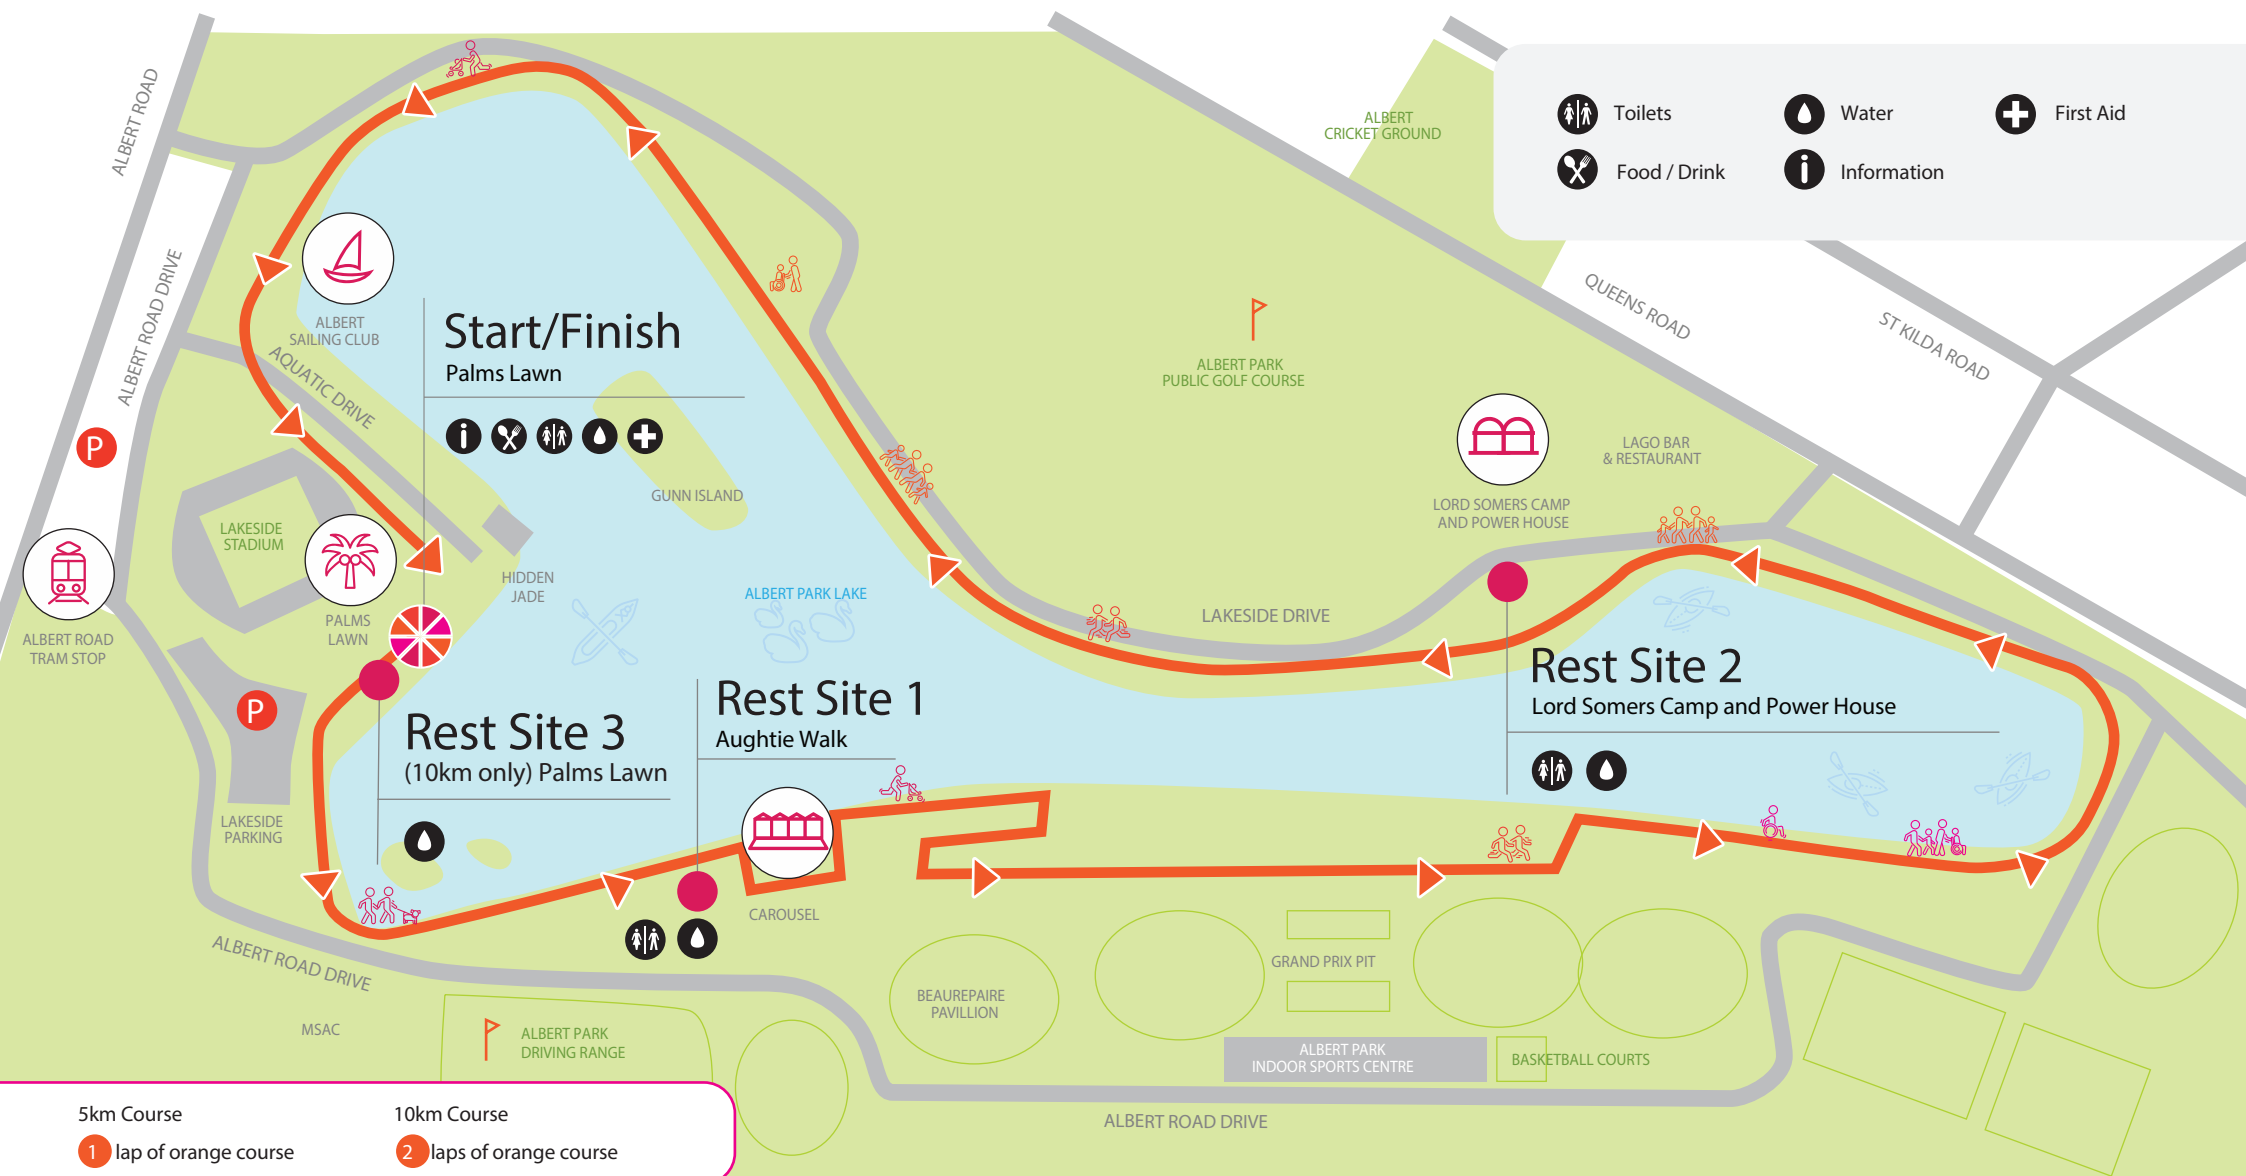 ALBERT ROAD
ALBERT
CRICKET GROUND
Toilets
Water
First Aid
Food / Drink
Information
ALBERT ROAD DRIVE
ALBERT
SAILING CLUB
AQUATIC DRIVE
Start/Finish
Palms Lawn
GUNN ISLAND
ALBERT PARK
PUBLIC GOLF COURSE
QUEENS ROAD
ST KILDA ROAD
P
LAKESIDE
STADIUM
LAGO BAR
& RESTAURANT
LORD SOMERS CAMP
AND POWER HOUSE
HIDDEN
JADE
ALBERT PARK LAKE
LAKESIDE DRIVE
PALMS
LAWN
ALBERT ROAD
TRAM STOP
P
Rest Site 3
(10km only) Palms Lawn
Rest Site 1
Aughtie Walk
Rest Site 2
Lord Somers Camp and Power House
LAKESIDE
PARKING
CAROUSEL
ALBERT ROAD DRIVE
MSAC
ALBERT PARK
DRIVING RANGE
BEAUREPAIRE
PAVILLION
GRAND PRIX PIT
ALBERT PARK
INDOOR SPORTS CENTRE
BASKETBALL COURTS
ALBERT ROAD DRIVE
5km Course
1 lap of orange course
10km Course
2 laps of orange course